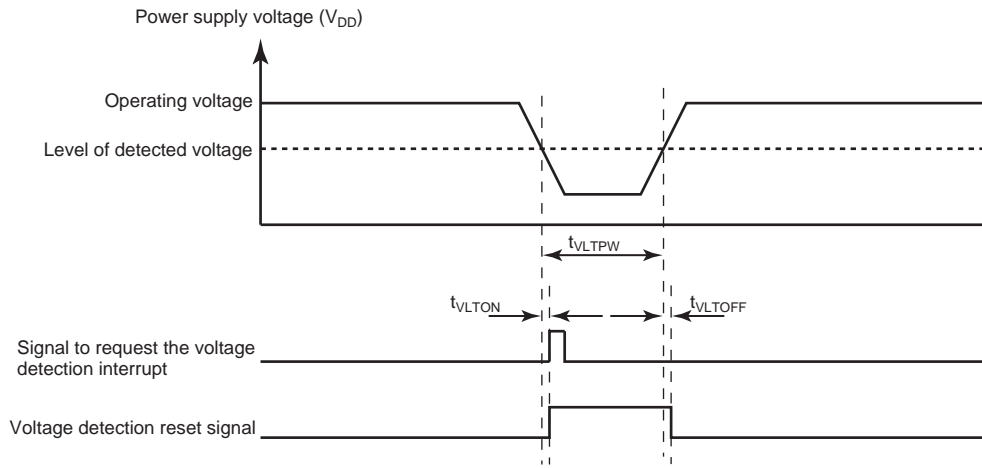 Power supply voltage (VDD)
Operating voltage
Level of detected voltage
tVLTPW
tVLTON
tVLTOFF
Signal to request the voltage
detection interrupt
Voltage detection reset signal